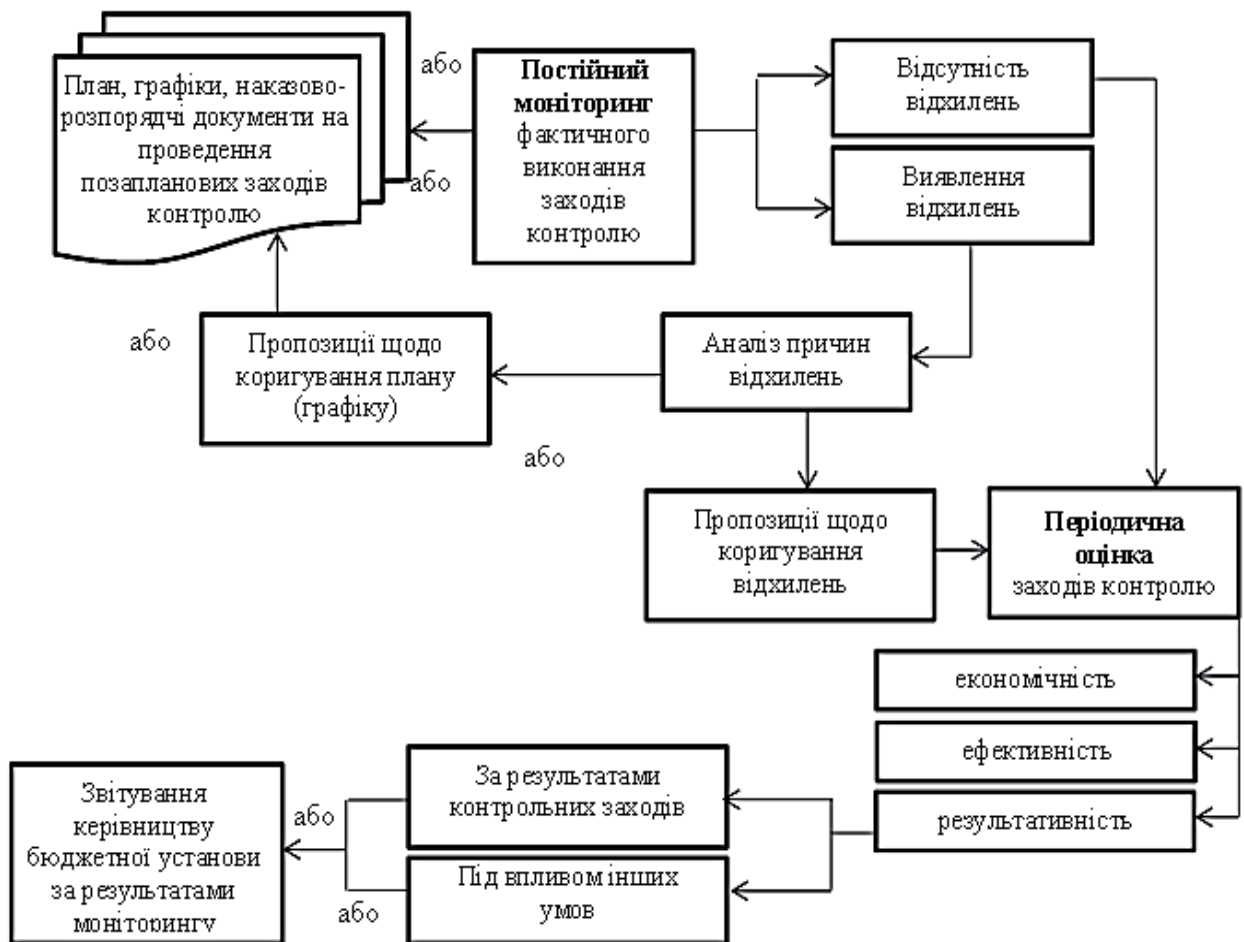 План, графіки, наказово-
розпорядчі документи на
проведення
позапланових заходів
контролю
або
або
Постійний
моніторинг
фактичного
виконання
заходів
контролю
Відсутність
відхилень
Виявлення
відхилень
або
Пропозиції щодо
коригування плану
(графіку)
Аналіз причин
відхилень
або
Пропозиції щодо
коригування
відхилень
Періодична
оцінка
заходів контролю
економічність
ефективність
результативність
За результатами
контрольних заходів
Під впливом інших
умов
або
або
Звітування
керівництву
бюджетної установи
за результатами
моніторингу